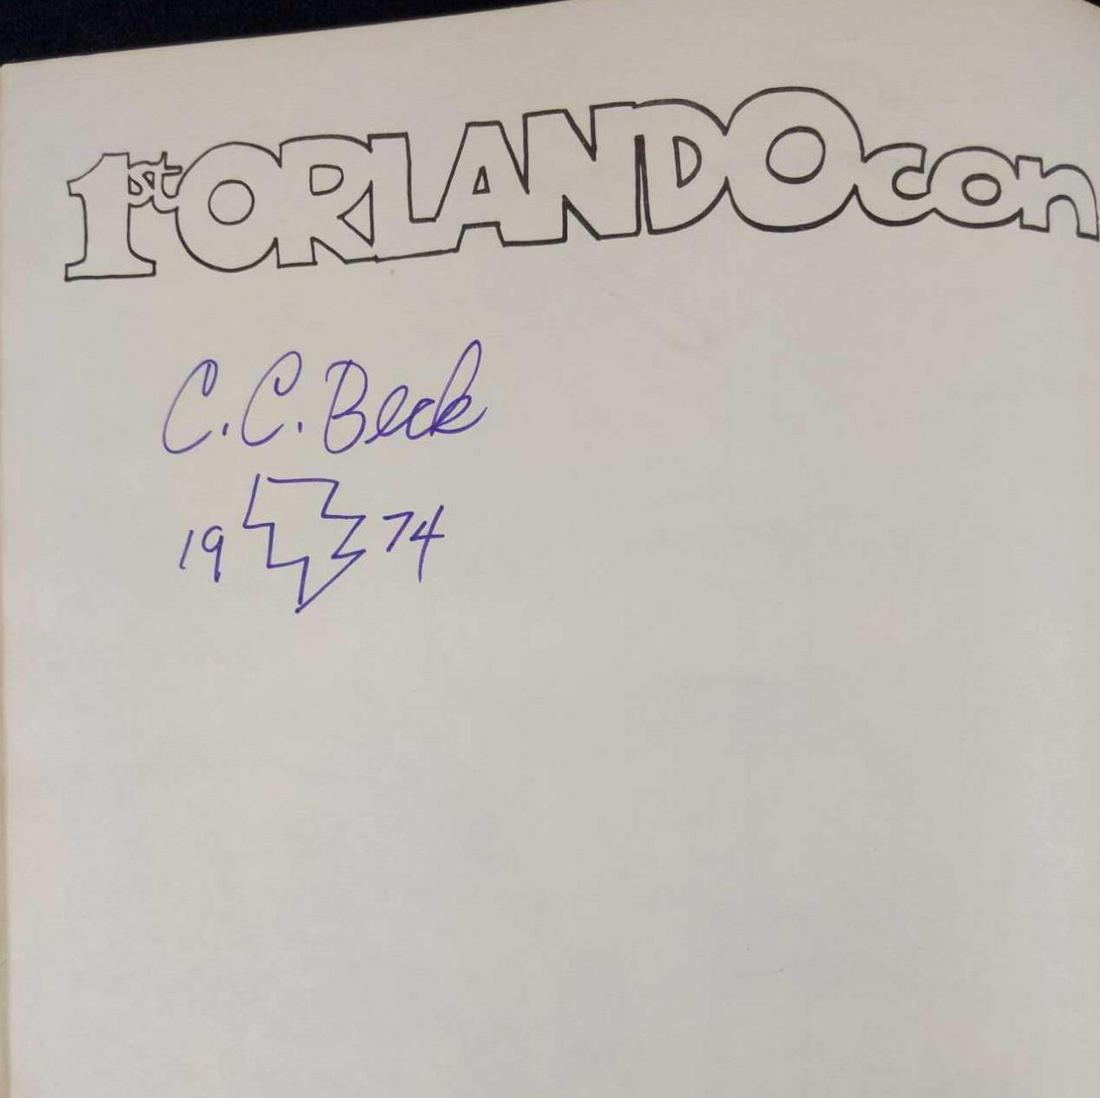 1st ORLANDOcon
C.C. Beck
19 74